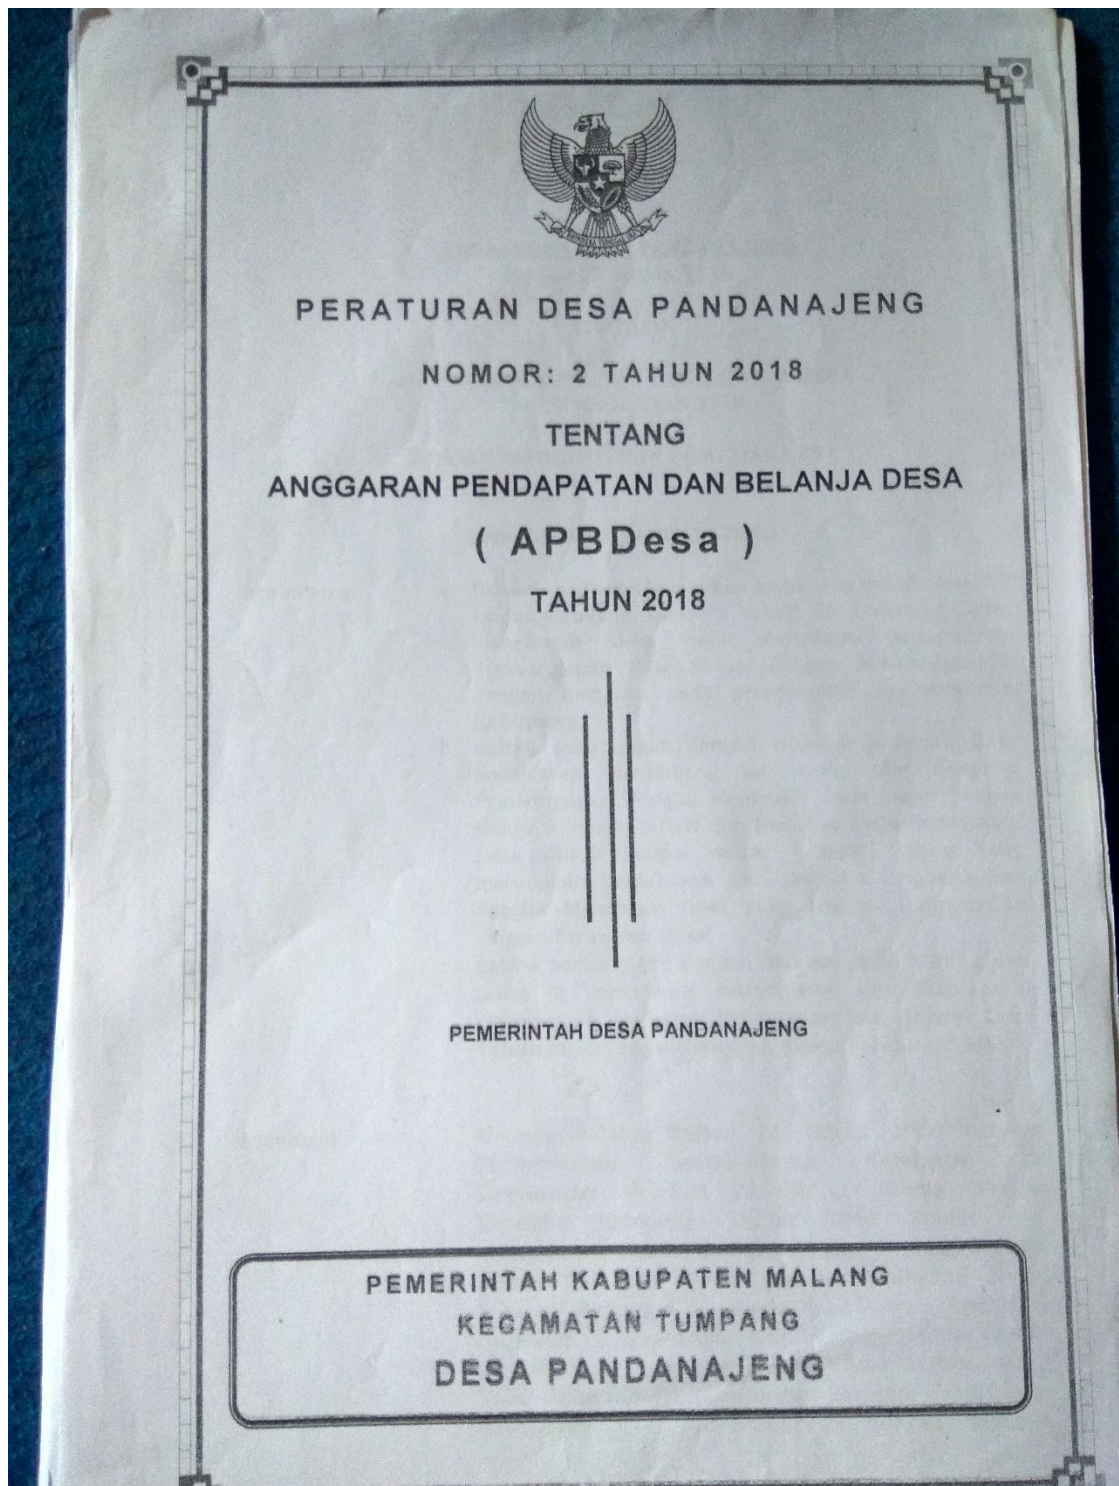 PERATURAN DESA PANDANAJENG
NOMOR: 2 TAHUN 2018
TENTANG
ANGGARAN PENDAPATAN DAN BELANJA DESA
( APBDesa )
TAHUN 2018
PEMERINTAH DESA PANDANAJENG
PEMERINTAH KABUPATEN MALANG
KECAMATAN TUMPANG
DESA PANDANAJENG